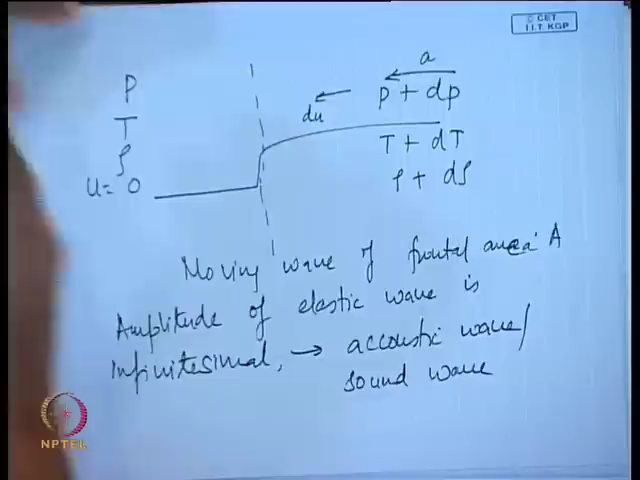 © CET
I.I.T. KGP
a
P
p + dp
du
T
T + dT
ρ
ρ + dρ
u = 0
Moving wave of frontal area A
Amplitude of elastic wave is
infinitesimal, → accoustic wave/
sound wave
NPTEL